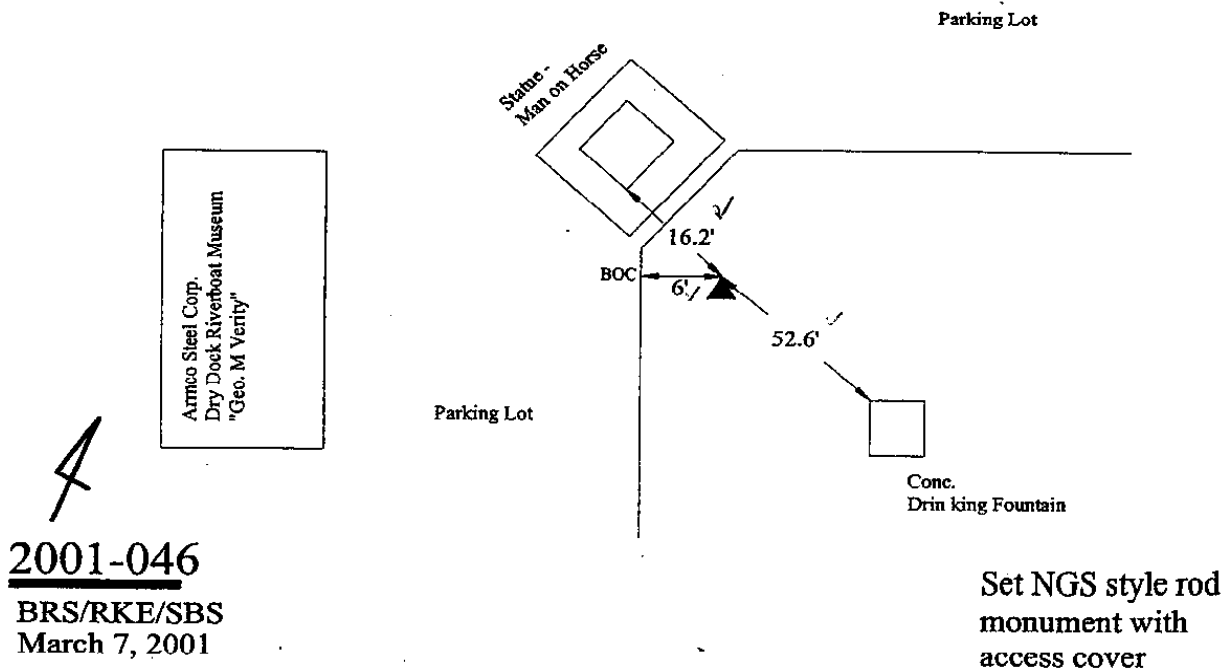 Parking Lot
Statue -
Man on Horse
16.2'
BOC
6'
52.6'
Armco Steel Corp.
Dry Dock Riverboat Museum
"Geo. M Verity"
Parking Lot
Conc.
Drin king Fountain
2001-046
BRS/RKE/SBS
March 7, 2001
Set NGS style rod
monument with
access cover